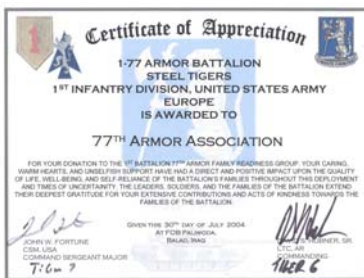 Certificate of Appreciation
1-77 ARMOR BATTALION
STEEL TIGERS
1ST INFANTRY DIVISION, UNITED STATES ARMY
EUROPE
IS AWARDED TO
77TH ARMOR ASSOCIATION
FOR YOUR DONATION TO THE 1ST BATTALION 77TH ARMOR FAMILY READINESS GROUP. YOUR CARING,
WARM HEARTS, AND UNSELFISH SUPPORT HAVE HAD A DIRECT AND POSITIVE IMPACT UPON THE QUALITY
OF LIFE, WELL-BEING, AND SELF-RELIANCE OF THE BATTALION'S FAMILIES THROUGHOUT THIS DEPLOYMENT
AND TIMES OF UNCERTAINTY. THE LEADERS, SOLDIERS, AND THE FAMILIES OF THE BATTALION EXTEND
THEIR DEEPEST GRATITUDE FOR YOUR EXTENSIVE CONTRIBUTIONS AND ACTS OF KINDNESS TOWARDS THE
FAMILIES OF THE BATTALION.
GIVEN THIS 30TH DAY OF JULY 2004
AT FOB PALIWODA,
BALAD, IRAQ
JOHN W. FORTUNE
CSM, USA
COMMAND SERGEANT MAJOR
TIGER 7
HUBNER, SR.
LTC, AR
COMMANDING
TIGER 6